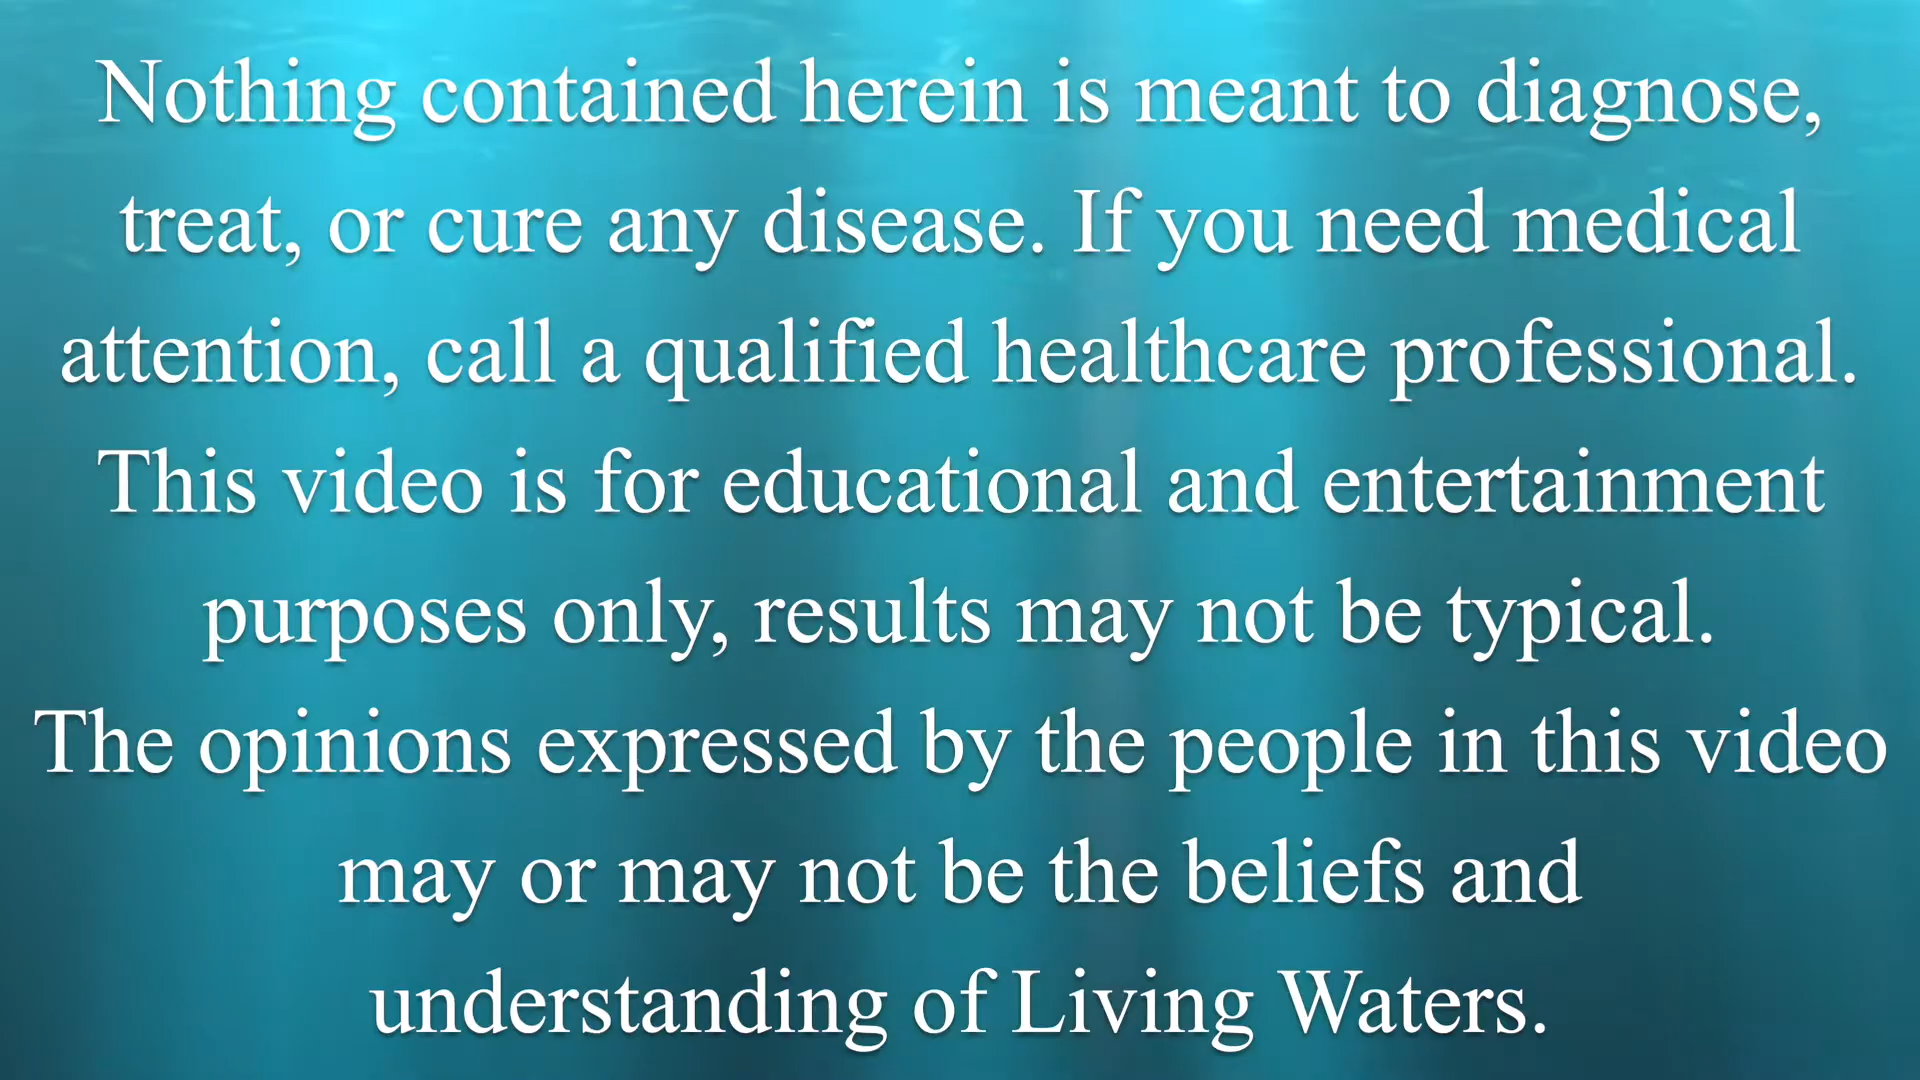 Nothing contained herein is meant to diagnose,
treat, or cure any disease. If you need medical
attention, call a qualified healthcare professional.
This video is for educational and entertainment
purposes only, results may not be typical.
The opinions expressed by the people in this video
may or may not be the beliefs and
understanding of Living Waters.